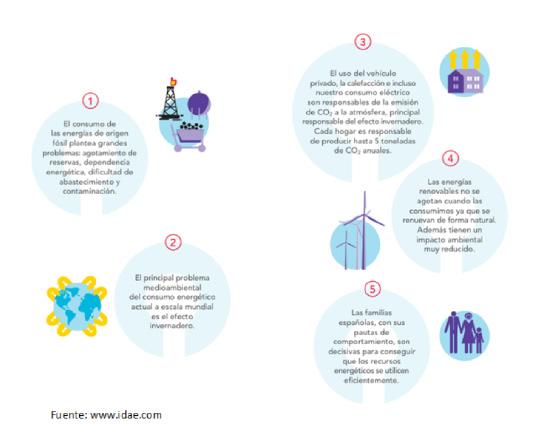 1
El consumo de
las energías de origen
fósil plantea grandes
problemas: agotamiento de
reservas, dependencia
energética, dificultad de
abastecimiento y
contaminación.
2
El principal problema
medioambiental
del consumo energético
actual a escala mundial
es el efecto
invernadero.
3
El uso del vehículo
privado, la calefacción e incluso
nuestro consumo eléctrico
son responsables de la emisión
de CO₂ a la atmósfera, principal
responsable del efecto invernadero.
Cada hogar es responsable
de producir hasta 5 toneladas
de CO₂ anuales.
4
Las energías
renovables no se
agotan cuando las
consumimos ya que se
renuevan de forma natural.
Además tienen un
impacto ambiental
muy reducido.
5
Las familias
españolas, con sus
pautas de
comportamiento, son
decisivas para conseguir
que los recursos
energéticos se utilicen
eficientemente.
Fuente: www.idae.com